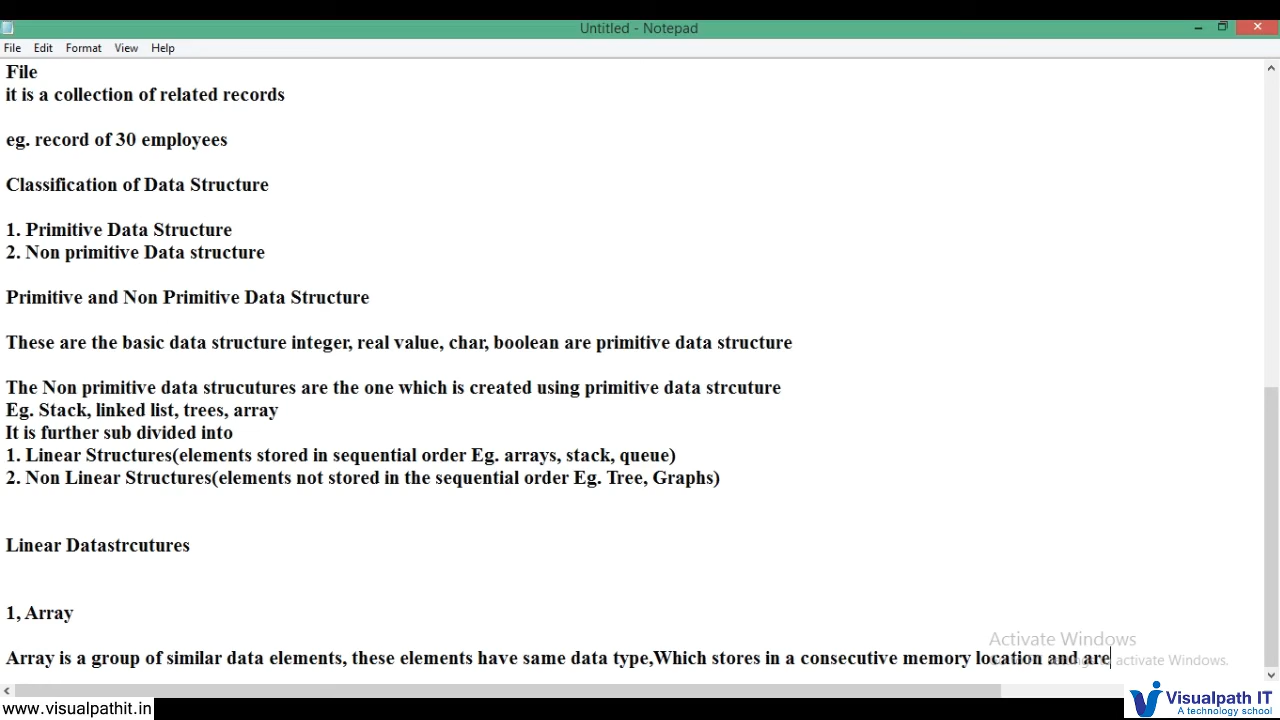 Untitled - Notepad
File Edit Format View Help
File
it is a collection of related records
eg. record of 30 employees
Classification of Data Structure
1. Primitive Data Structure
2. Non primitive Data structure
Primitive and Non Primitive Data Structure
These are the basic data structure integer, real value, char, boolean are primitive data structure
The Non primitive data strucutures are the one which is created using primitive data strcuture
Eg. Stack, linked list, trees, array
It is further sub divided into
1. Linear Structures(elements stored in sequential order Eg. arrays, stack, queue)
2. Non Linear Structures(elements not stored in the sequential order Eg. Tree, Graphs)
Linear Datastrcutures
1, Array
Activate Windows
Array is a group of similar data elements, these elements have same data type,Which stores in a consecutive memory location and are
activate Windows.
www.visualpathit.in
Visualpath IT
A technology school